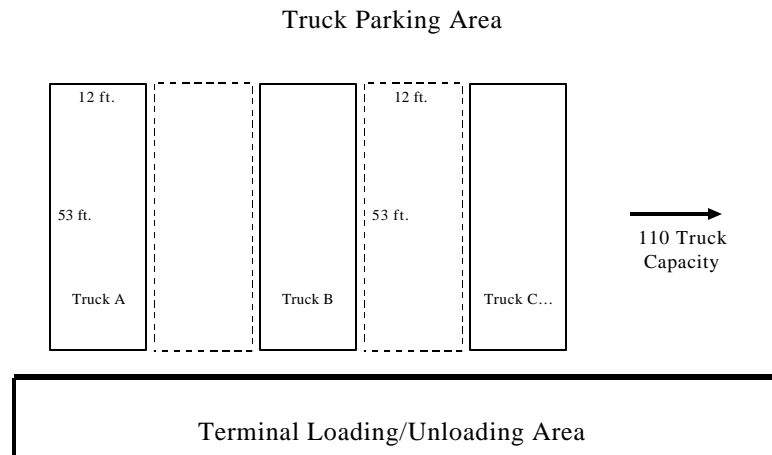 Truck Parking Area
12 ft.
12 ft.
53 ft.
53 ft.
110 Truck
Capacity
Truck A
Truck B
Truck C…
Terminal Loading/Unloading Area